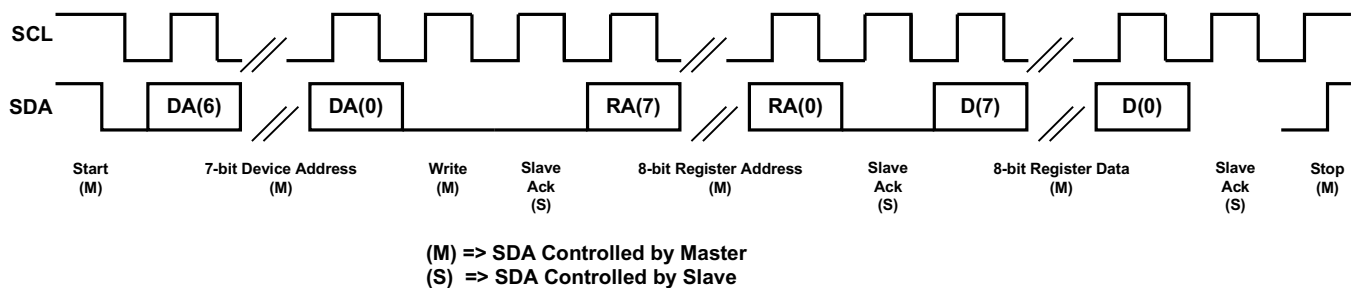 SCL
SDA
DA(6)
DA(0)
RA(7)
RA(0)
D(7)
D(0)
Start
(M)
7-bit Device Address
(M)
Write
(M)
Slave
Ack
(S)
8-bit Register Address
(M)
Slave
Ack
(S)
8-bit Register Data
(M)
Slave
Ack
(S)
Stop
(M)
(M) => SDA Controlled by Master
(S) => SDA Controlled by Slave